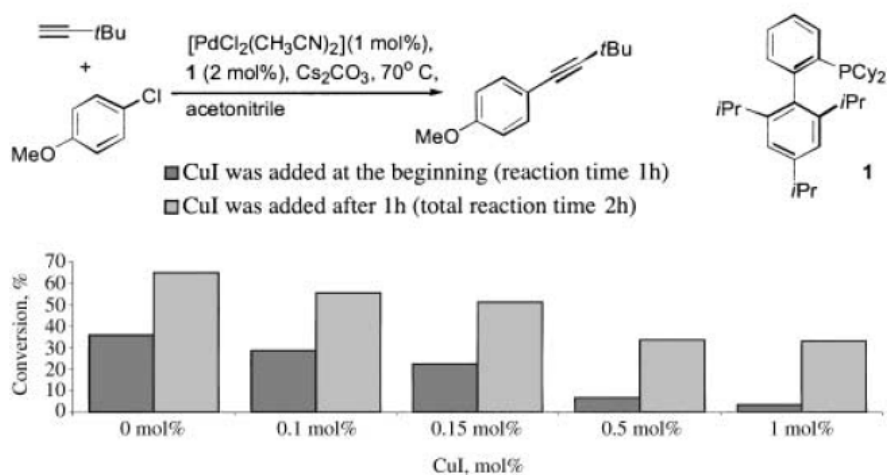 tBu
+
Cl
MeO
[PdCl2(CH3CN)2](1 mol%),
1 (2 mol%), Cs2CO3, 70° C,
acetonitrile
tBu
MeO
PCy2
iPr
iPr
iPr
1
CuI was added at the beginning (reaction time 1h)
CuI was added after 1h (total reaction time 2h)
Conversion, %
70
60
50
40
30
20
10
0
0 mol%
0.1 mol%
0.15 mol%
0.5 mol%
1 mol%
CuI, mol%